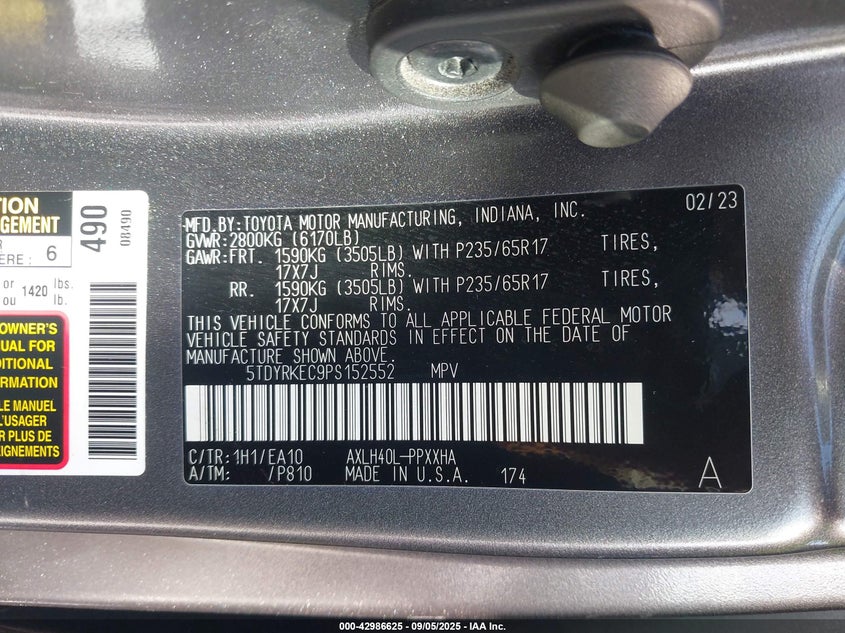 TION
AGEMENT
R
ERE : 6
or 1420 lbs.
ou lb.
490
08490
OWNER'S
UAL FOR
DITIONAL
FORMATION
LE MANUEL
L'USAGER
R PLUS DE
EIGNEMENTS
MFD.BY:TOYOTA MOTOR MANUFACTURING, INDIANA, INC. 02/23
GVWR:2800KG (6170LB)
GAWR:FRT. 1590KG (3505LB) WITH P235/65R17 TIRES,
17X7J RIMS.
RR. 1590KG (3505LB) WITH P235/65R17 TIRES,
17X7J RIMS.
THIS VEHICLE CONFORMS TO ALL APPLICABLE FEDERAL MOTOR
VEHICLE SAFETY STANDARDS IN EFFECT ON THE DATE OF
MANUFACTURE SHOWN ABOVE.
5TDYRKEC9PS152552 MPV
C/TR:1H1/EA10 AXLH40L-PPXXHA
A/TM: /P810 MADE IN U.S.A. 174 A
000-42986625 - 09/05/2025 - IAA Inc.